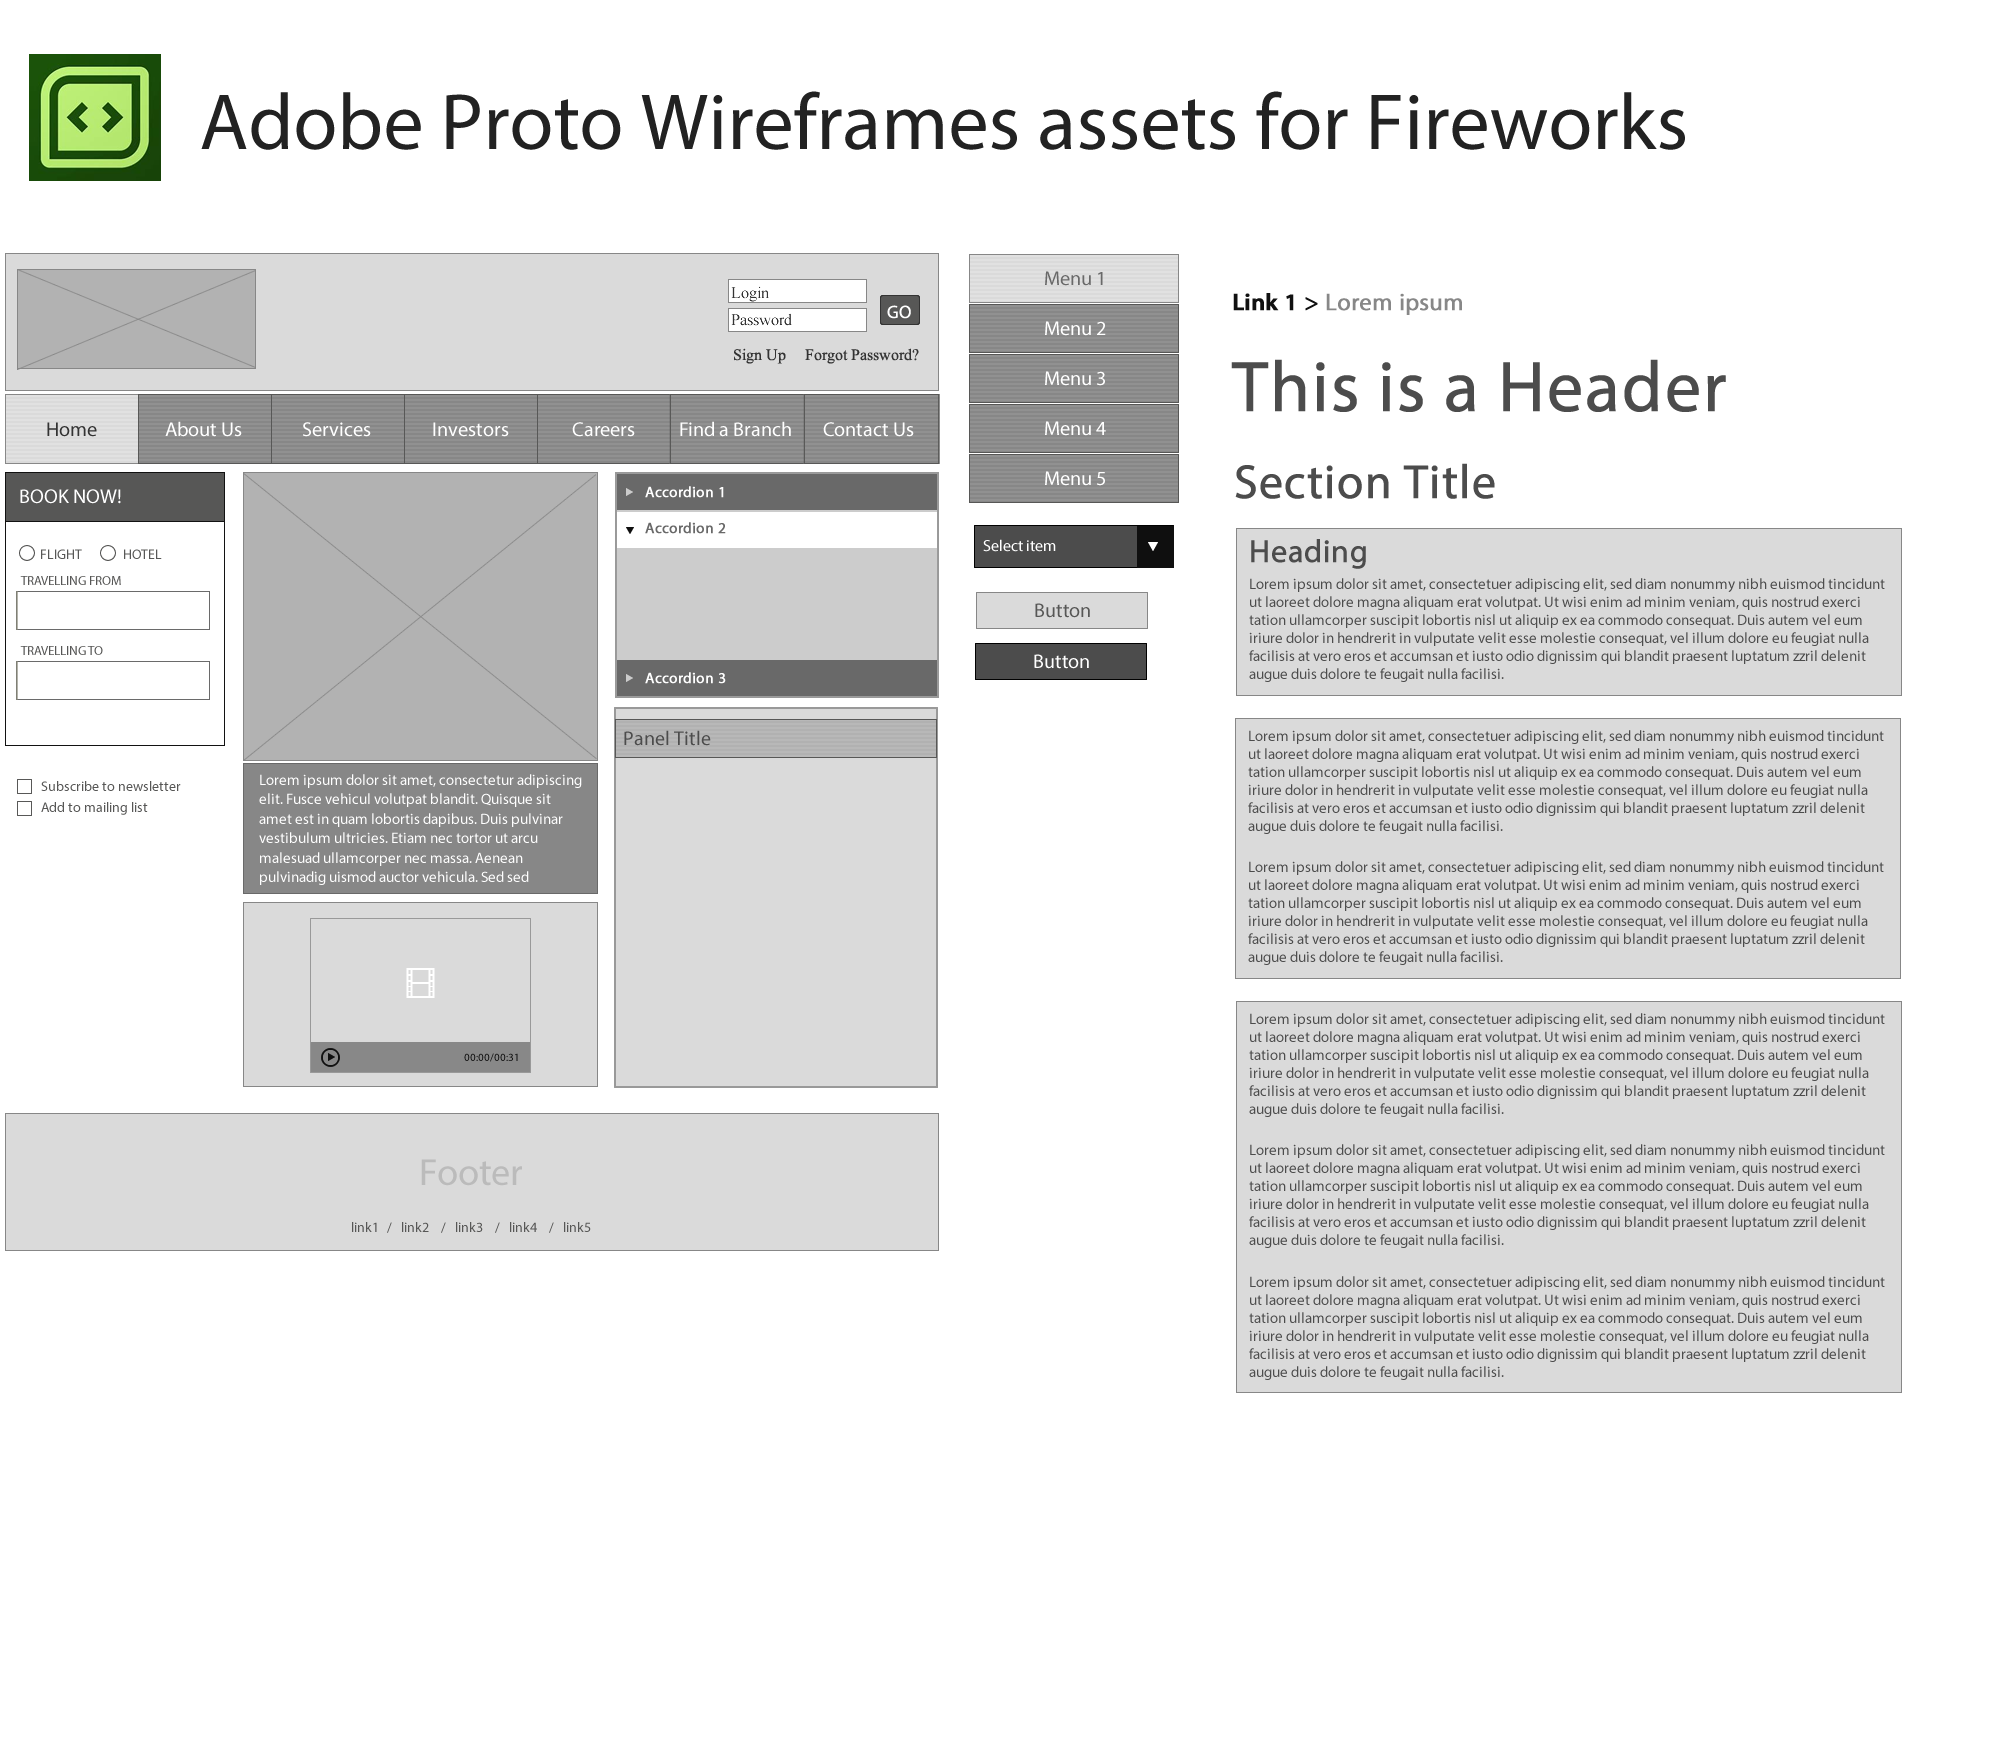 Adobe Proto Wireframes assets for Fireworks
Login
Password
GO
Sign Up Forgot Password?
Home About Us Services Investors Careers Find a Branch Contact Us
BOOK NOW!
FLIGHT HOTEL
TRAVELLING FROM
TRAVELLING TO
Subscribe to newsletter
Add to mailing list
Lorem ipsum dolor sit amet, consectetur adipiscing
elit. Fusce vehicul volutpat blandit. Quisque sit
amet est in quam lobortis dapibus. Duis pulvinar
vestibulum ultricies. Etiam nec tortor ut arcu
malesuad ullamcorper nec massa. Aenean
pulvinadig uismod auctor vehicula. Sed sed
00:00/00:31
Accordion 1
Accordion 2
Accordion 3
Panel Title
Footer
link1 / link2 / link3 / link4 / link5
Menu 1
Menu 2
Menu 3
Menu 4
Menu 5
Select item
Button
Button
Link 1 > Lorem ipsum
This is a Header
Section Title
Heading
Lorem ipsum dolor sit amet, consectetuer adipiscing elit, sed diam nonummy nibh euismod tincidunt
ut laoreet dolore magna aliquam erat volutpat. Ut wisi enim ad minim veniam, quis nostrud exerci
tation ullamcorper suscipit lobortis nisl ut aliquip ex ea commodo consequat. Duis autem vel eum
iriure dolor in hendrerit in vulputate velit esse molestie consequat, vel illum dolore eu feugiat nulla
facilisis at vero eros et accumsan et iusto odio dignissim qui blandit praesent luptatum zzril delenit
augue duis dolore te feugait nulla facilisi.
Lorem ipsum dolor sit amet, consectetuer adipiscing elit, sed diam nonummy nibh euismod tincidunt
ut laoreet dolore magna aliquam erat volutpat. Ut wisi enim ad minim veniam, quis nostrud exerci
tation ullamcorper suscipit lobortis nisl ut aliquip ex ea commodo consequat. Duis autem vel eum
iriure dolor in hendrerit in vulputate velit esse molestie consequat, vel illum dolore eu feugiat nulla
facilisis at vero eros et accumsan et iusto odio dignissim qui blandit praesent luptatum zzril delenit
augue duis dolore te feugait nulla facilisi.
Lorem ipsum dolor sit amet, consectetuer adipiscing elit, sed diam nonummy nibh euismod tincidunt
ut laoreet dolore magna aliquam erat volutpat. Ut wisi enim ad minim veniam, quis nostrud exerci
tation ullamcorper suscipit lobortis nisl ut aliquip ex ea commodo consequat. Duis autem vel eum
iriure dolor in hendrerit in vulputate velit esse molestie consequat, vel illum dolore eu feugiat nulla
facilisis at vero eros et accumsan et iusto odio dignissim qui blandit praesent luptatum zzril delenit
augue duis dolore te feugait nulla facilisi.
Lorem ipsum dolor sit amet, consectetuer adipiscing elit, sed diam nonummy nibh euismod tincidunt
ut laoreet dolore magna aliquam erat volutpat. Ut wisi enim ad minim veniam, quis nostrud exerci
tation ullamcorper suscipit lobortis nisl ut aliquip ex ea commodo consequat. Duis autem vel eum
iriure dolor in hendrerit in vulputate velit esse molestie consequat, vel illum dolore eu feugiat nulla
facilisis at vero eros et accumsan et iusto odio dignissim qui blandit praesent luptatum zzril delenit
augue duis dolore te feugait nulla facilisi.
Lorem ipsum dolor sit amet, consectetuer adipiscing elit, sed diam nonummy nibh euismod tincidunt
ut laoreet dolore magna aliquam erat volutpat. Ut wisi enim ad minim veniam, quis nostrud exerci
tation ullamcorper suscipit lobortis nisl ut aliquip ex ea commodo consequat. Duis autem vel eum
iriure dolor in hendrerit in vulputate velit esse molestie consequat, vel illum dolore eu feugiat nulla
facilisis at vero eros et accumsan et iusto odio dignissim qui blandit praesent luptatum zzril delenit
augue duis dolore te feugait nulla facilisi.
Lorem ipsum dolor sit amet, consectetuer adipiscing elit, sed diam nonummy nibh euismod tincidunt
ut laoreet dolore magna aliquam erat volutpat. Ut wisi enim ad minim veniam, quis nostrud exerci
tation ullamcorper suscipit lobortis nisl ut aliquip ex ea commodo consequat. Duis autem vel eum
iriure dolor in hendrerit in vulputate velit esse molestie consequat, vel illum dolore eu feugiat nulla
facilisis at vero eros et accumsan et iusto odio dignissim qui blandit praesent luptatum zzril delenit
augue duis dolore te feugait nulla facilisi.